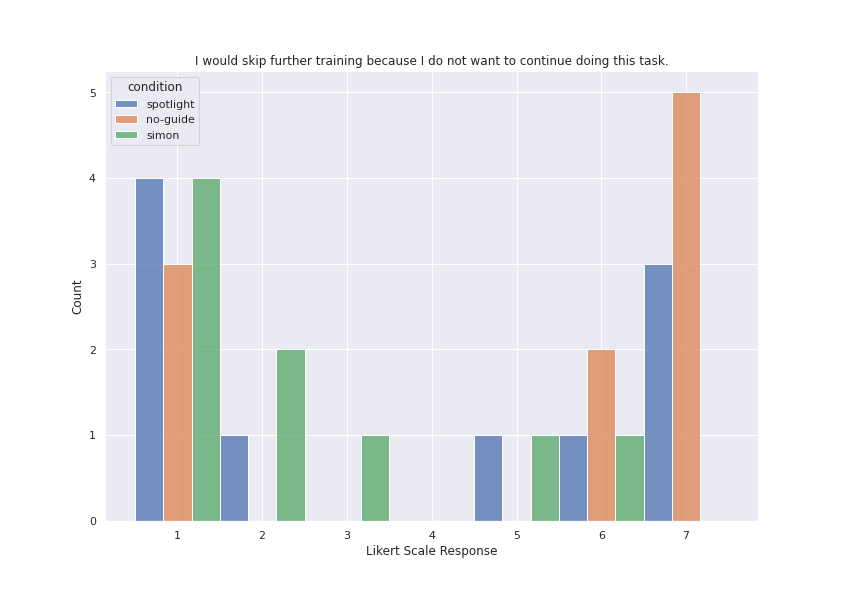 I would skip further training because I do not want to continue doing this task.
condition
spotlight
no-guide
simon
5
4
3
2
1
0
Count
1 2 3 4 5 6 7
Likert Scale Response